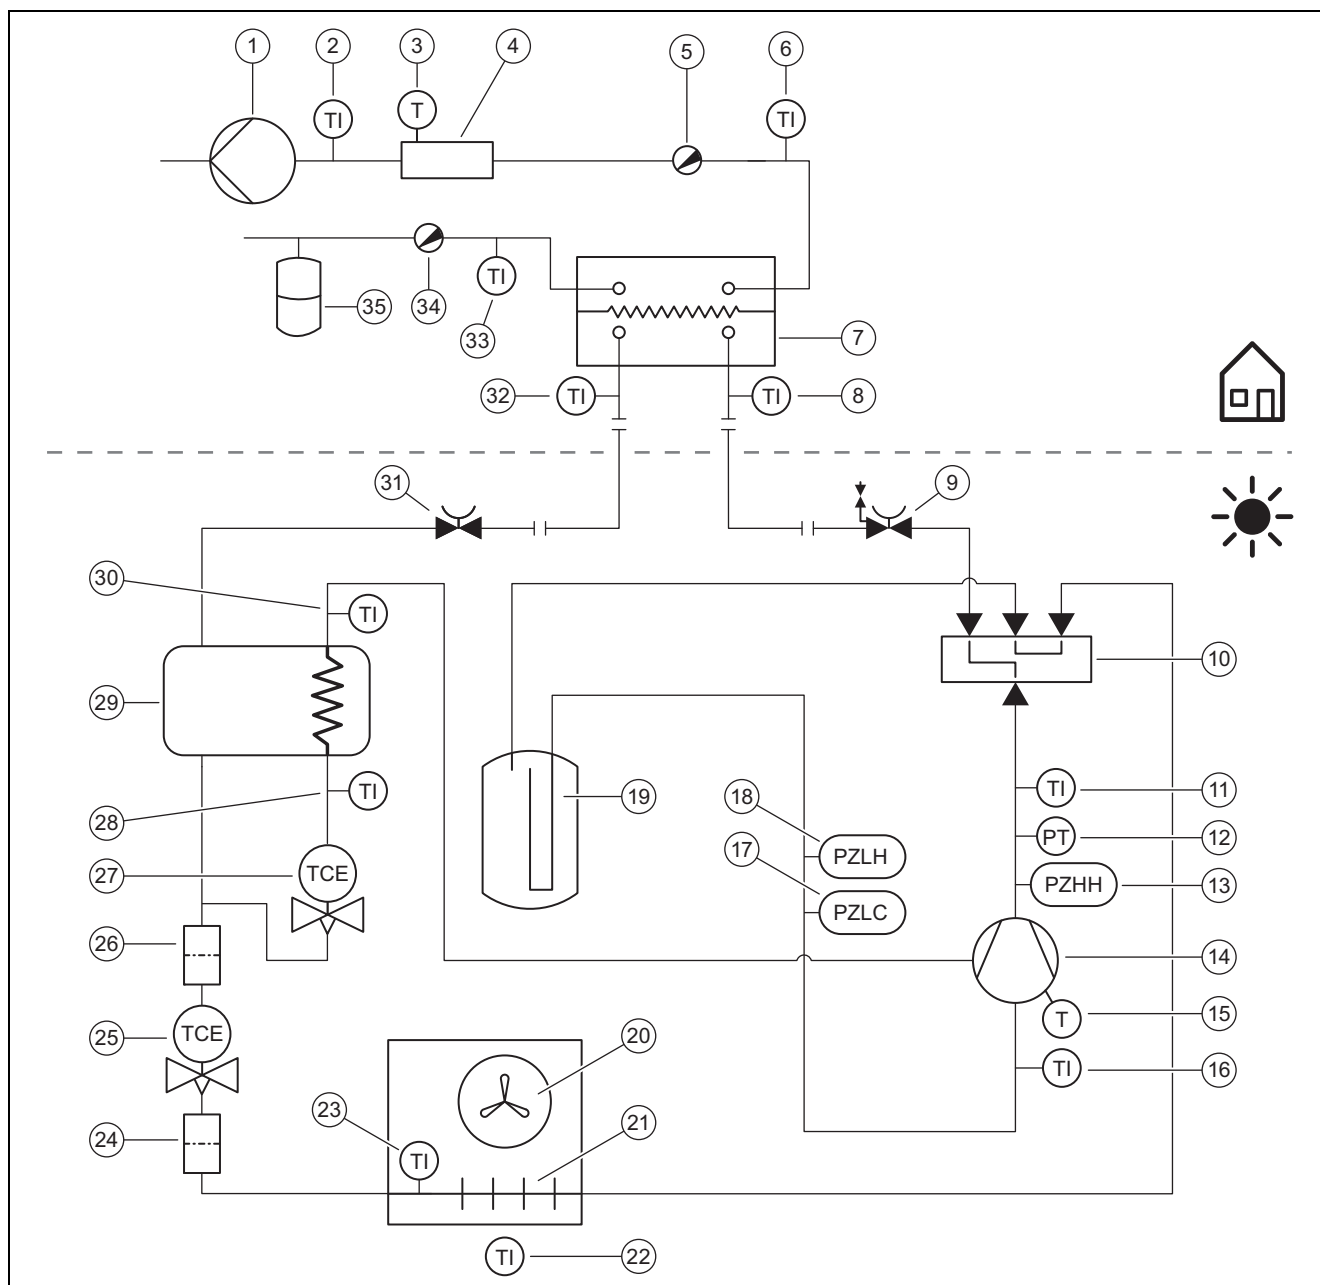 1 2 3 4 5 6
T
TI TI TI
TI
35 34 33
7
32 TI TI 8
31 9
30
TI
10
29
19
TI 18 TI 11
28 17 PZLH PT 12
27 TCE PZLC PZHH 13
26
14
25 TCE 20 T 15
TI 16
23 21
24 TI
TI 22